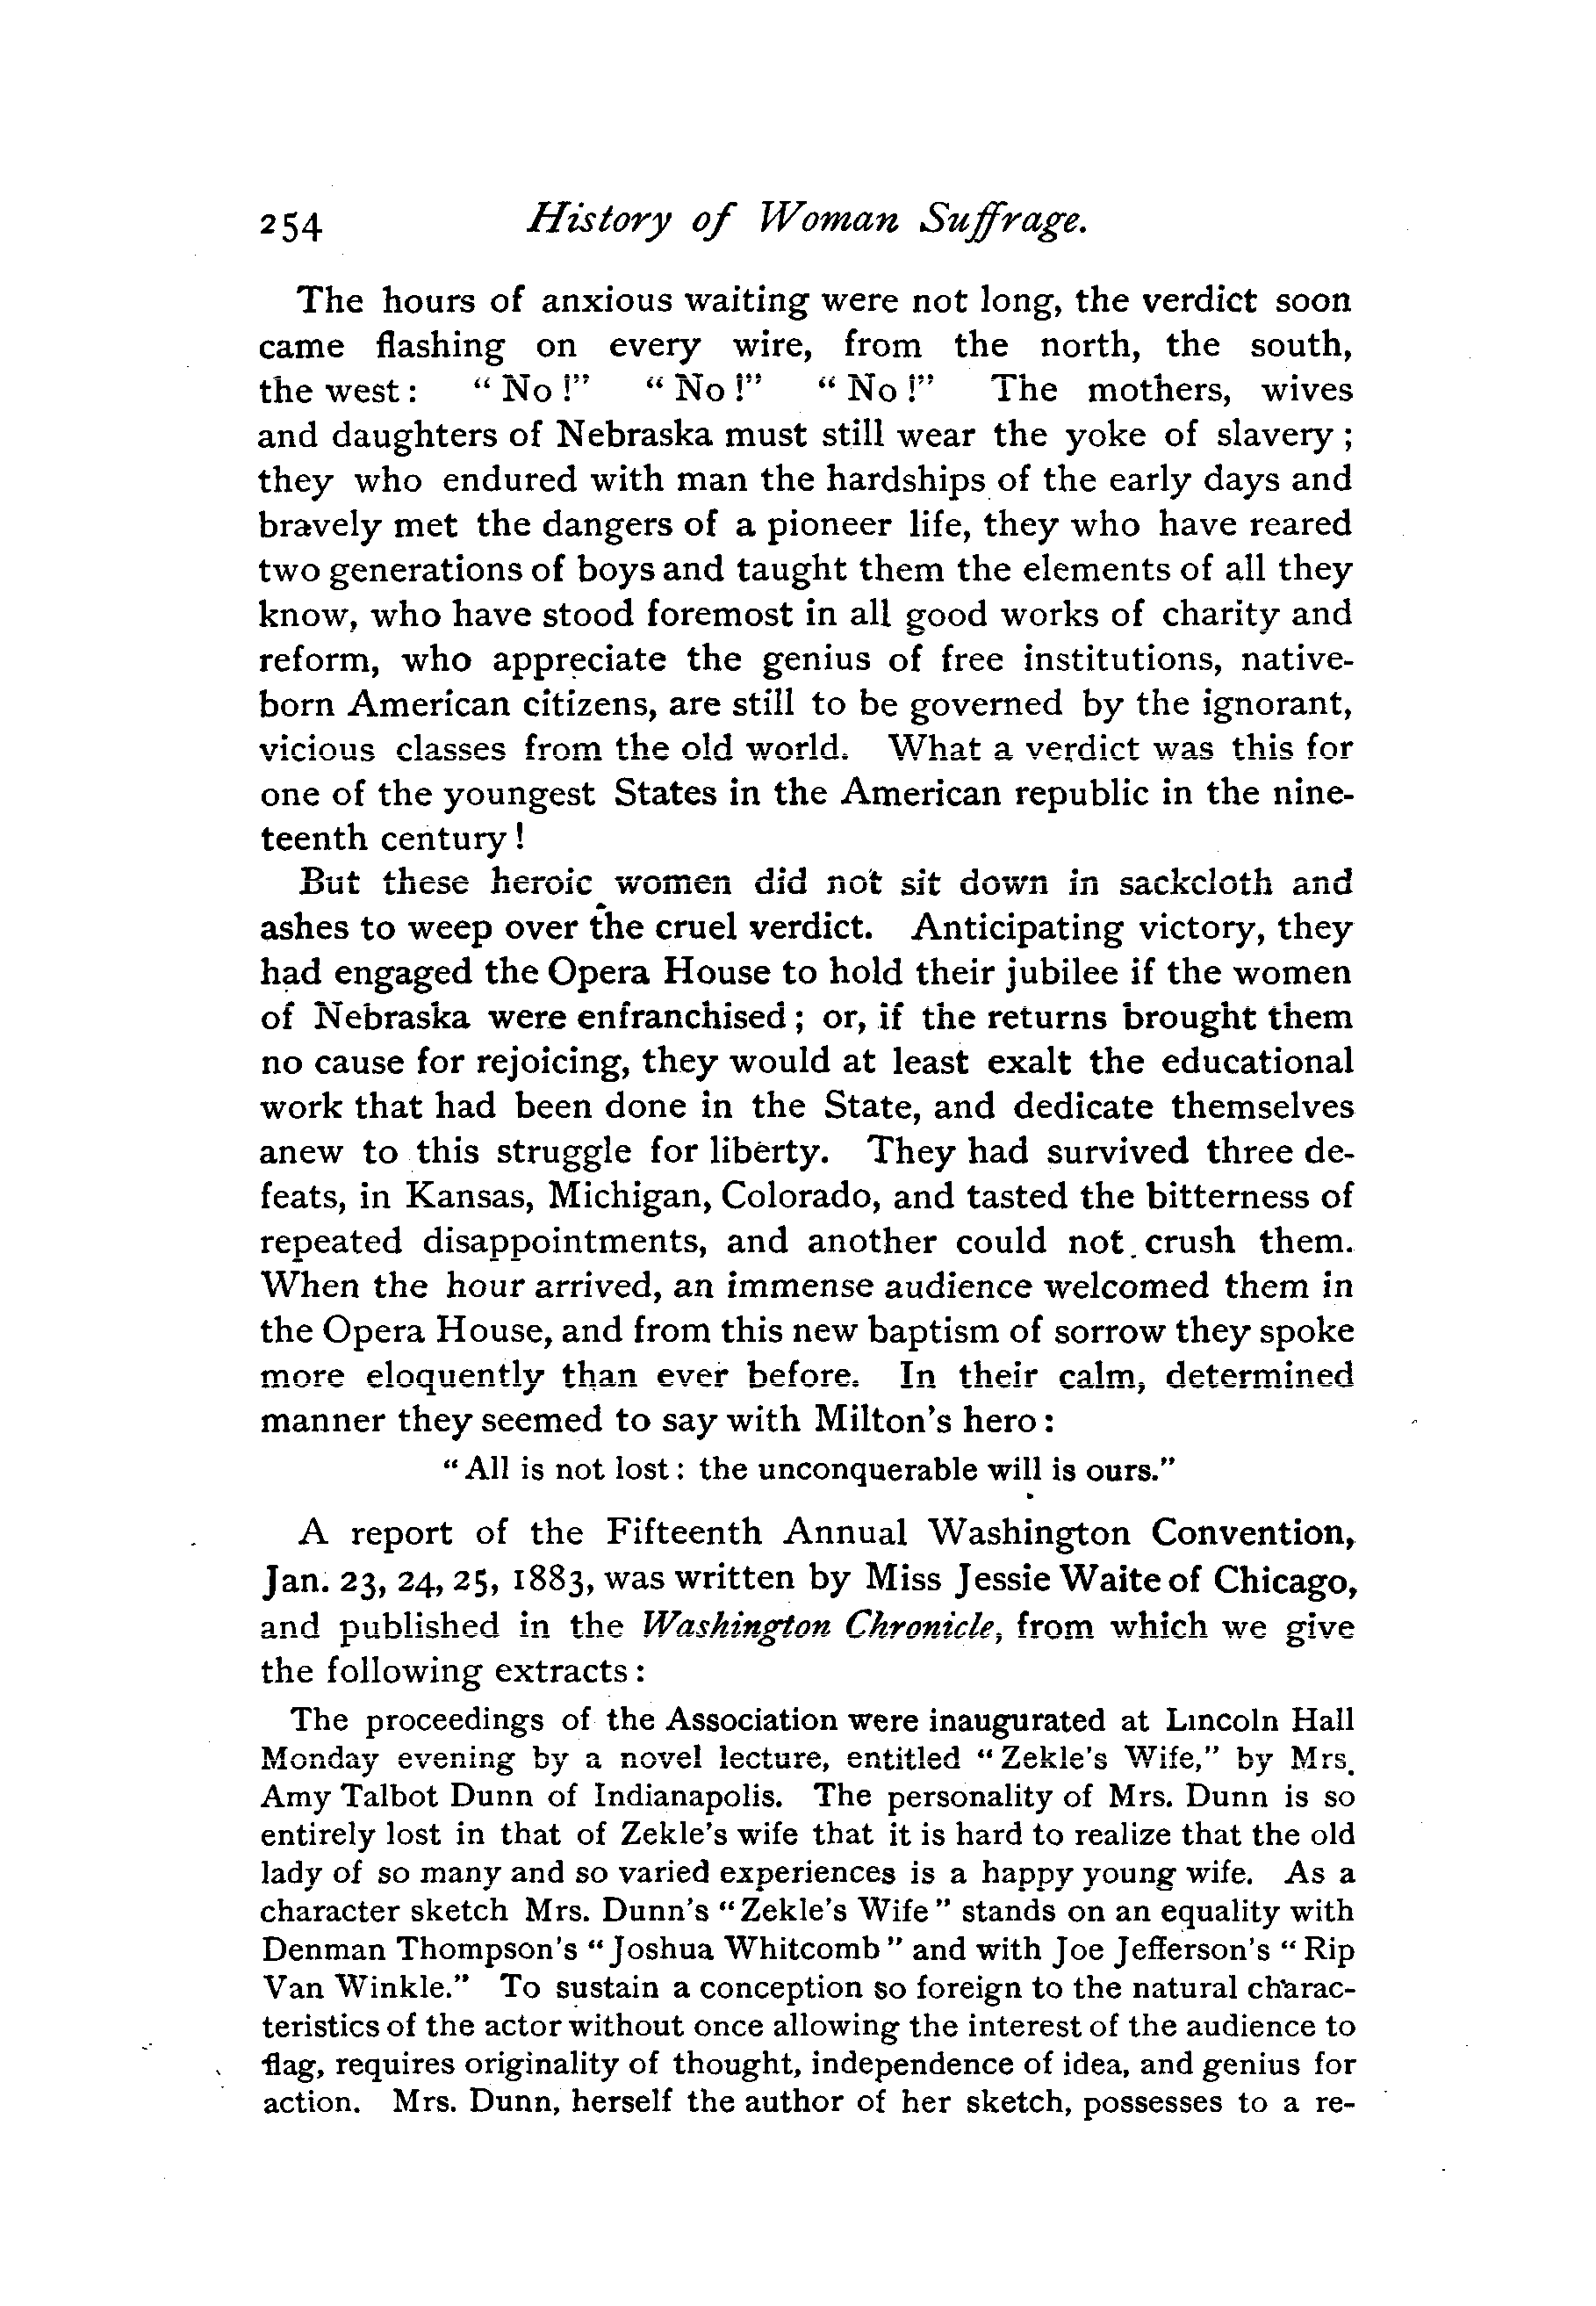 254 History of Woman Suffrage.
The hours of anxious waiting were not long, the verdict soon
came flashing on every wire, from the north, the south,
the west: "No!" "No!" "No!" The mothers, wives
and daughters of Nebraska must still wear the yoke of slavery;
they who endured with man the hardships of the early days and
bravely met the dangers of a pioneer life, they who have reared
two generations of boys and taught them the elements of all they
know, who have stood foremost in all good works of charity and
reform, who appreciate the genius of free institutions, native-
born American citizens, are still to be governed by the ignorant,
vicious classes from the old world. What a verdict was this for
one of the youngest States in the American republic in the nine-
teenth century!
But these heroic women did not sit down in sackcloth and
ashes to weep over the cruel verdict. Anticipating victory, they
had engaged the Opera House to hold their jubilee if the women
of Nebraska were enfranchised; or, if the returns brought them
no cause for rejoicing, they would at least exalt the educational
work that had been done in the State, and dedicate themselves
anew to this struggle for liberty. They had survived three de-
feats, in Kansas, Michigan, Colorado, and tasted the bitterness of
repeated disappointments, and another could not crush them.
When the hour arrived, an immense audience welcomed them in
the Opera House, and from this new baptism of sorrow they spoke
more eloquently than ever before. In their calm, determined
manner they seemed to say with Milton's hero:
"All is not lost: the unconquerable will is ours."
A report of the Fifteenth Annual Washington Convention,
Jan. 23, 24, 25, 1883, was written by Miss Jessie Waite of Chicago,
and published in the Washington Chronicle, from which we give
the following extracts:
The proceedings of the Association were inaugurated at Lincoln Hall
Monday evening by a novel lecture, entitled "Zekle's Wife," by Mrs.
Amy Talbot Dunn of Indianapolis. The personality of Mrs. Dunn is so
entirely lost in that of Zekle's wife that it is hard to realize that the old
lady of so many and so varied experiences is a happy young wife. As a
character sketch Mrs. Dunn's "Zekle's Wife" stands on an equality with
Denman Thompson's "Joshua Whitcomb" and with Joe Jefferson's "Rip
Van Winkle." To sustain a conception so foreign to the natural charac-
teristics of the actor without once allowing the interest of the audience to
flag, requires originality of thought, independence of idea, and genius for
action. Mrs. Dunn, herself the author of her sketch, possesses to a re-